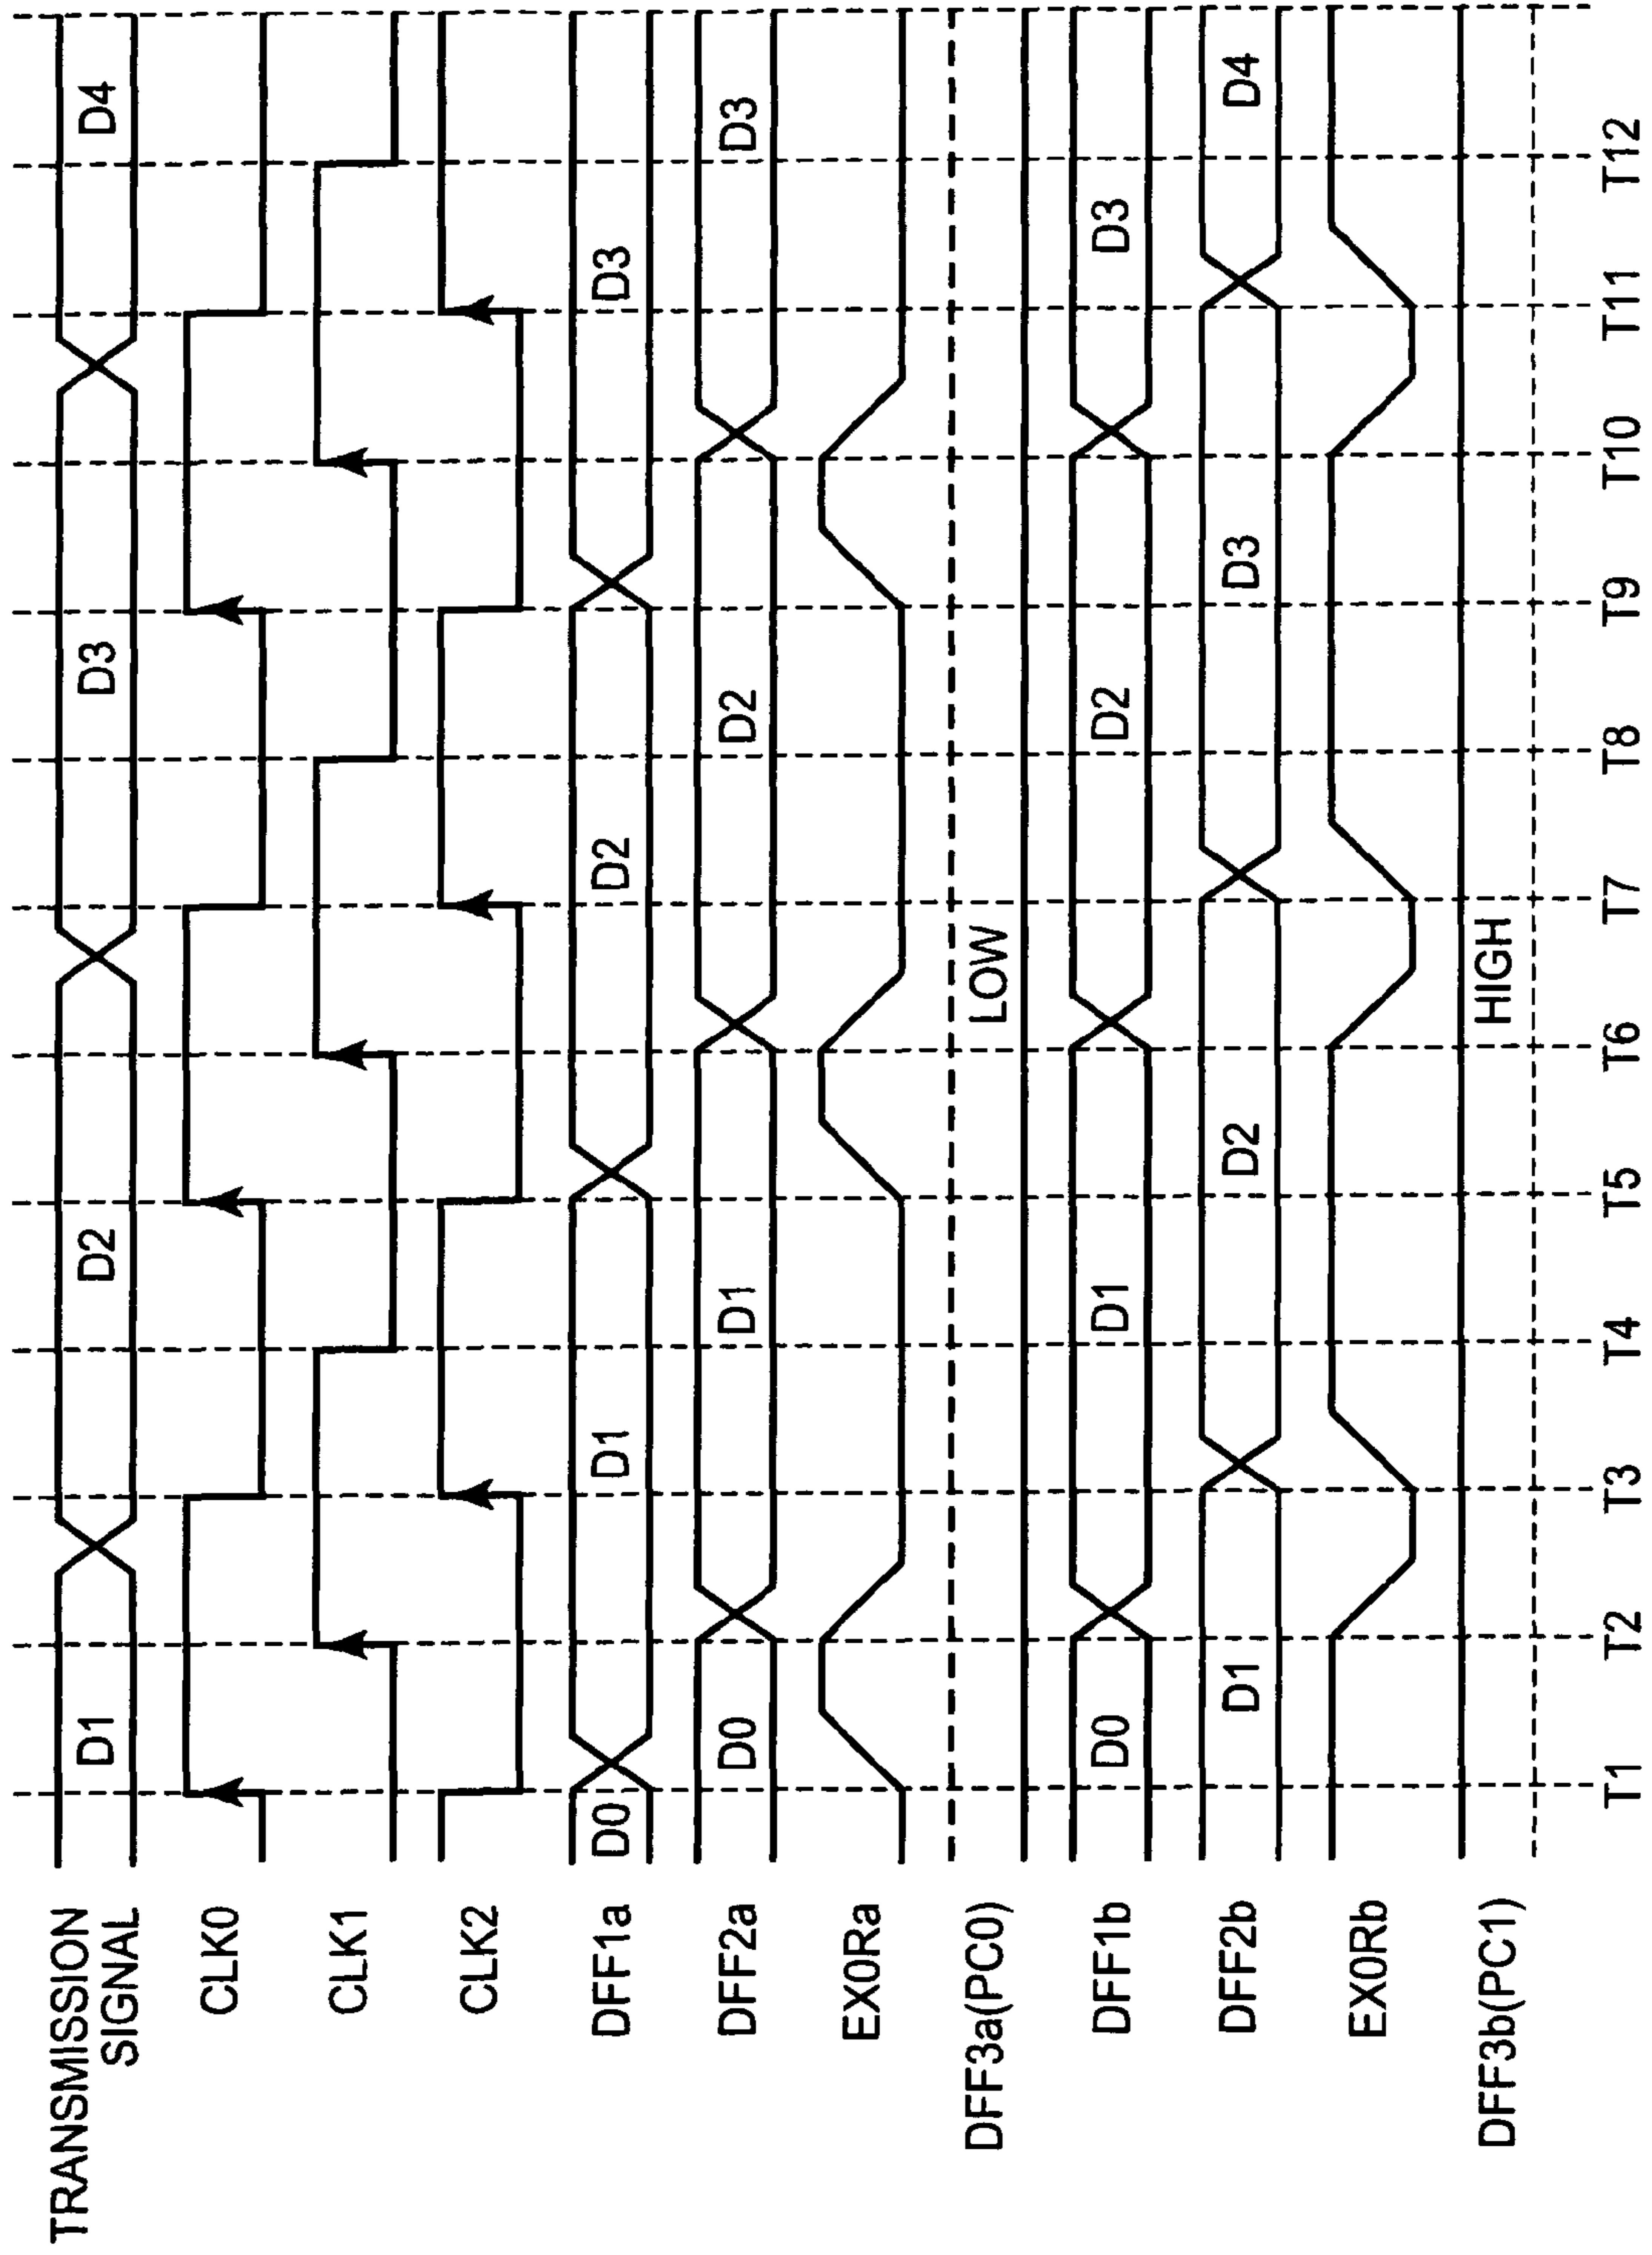 TRANSMISSION
SIGNAL
D1
D2
D3
D4
CLK0
CLK1
CLK2
DFF1a
D0
D1
D2
D3
DFF2a
D0
D1
D2
D3
EX0Ra
DFF3a(PC0)
LOW
DFF1b
D0
D1
D2
D3
DFF2b
D1
D2
D3
D4
EX0Rb
DFF3b(PC1)
HIGH
T1
T2
T3
T4
T5
T6
T7
T8
T9
T10
T11
T12